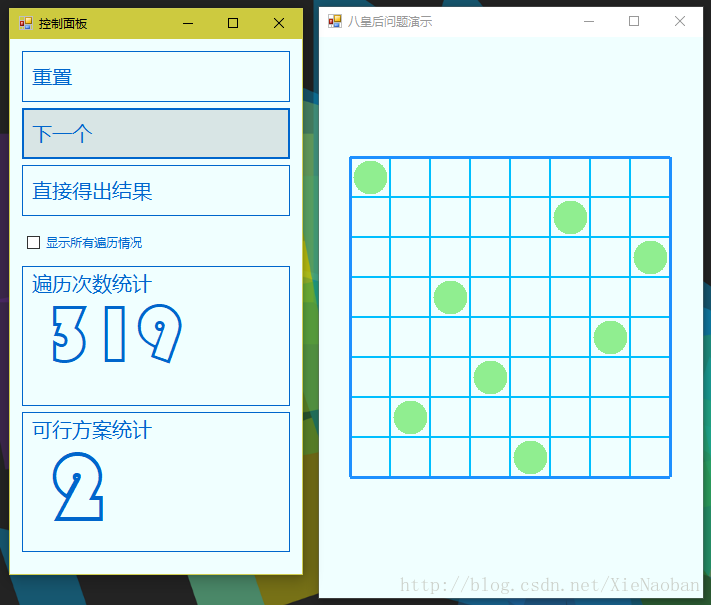 控制面板
重置
下一个
直接得出结果
显示所有遍历情况
遍历次数统计
319
可行方案统计
2
八皇后问题演示
http://blog.csdn.net/XieNaoban